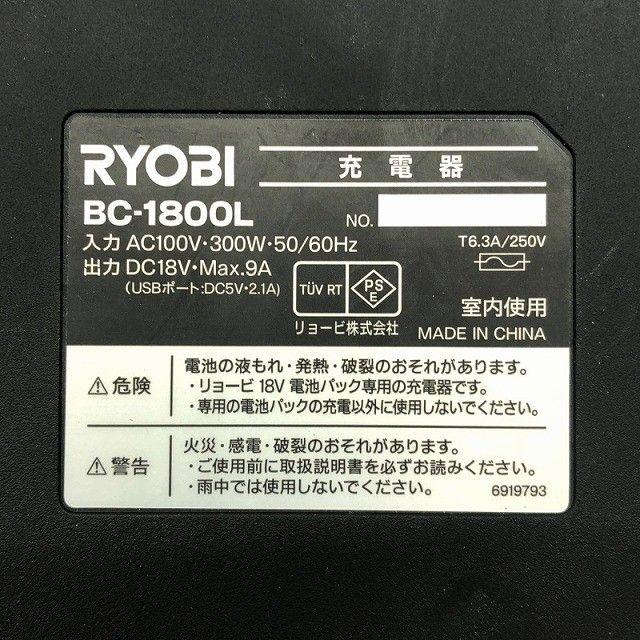 RYOBI 充電器
BC-1800L NO.
入力 AC100V・300W・50/60Hz
T6.3A/250V
出力 DC18V・Max.9A
(USBポート:DC5V・2.1A)
TÜV RT
PS
E
室内使用
リョービ株式会社
MADE IN CHINA
⚠危険
電池の液もれ・発熱・破裂のおそれがあります。
・リョービ 18V 電池パック専用の充電器です。
・専用の電池パックの充電以外に使用しないでください。
⚠警告
火災・感電・破裂のおそれがあります。
・ご使用前に取扱説明書を必ずお読みください。
・雨中では使用しないでください。
6919793